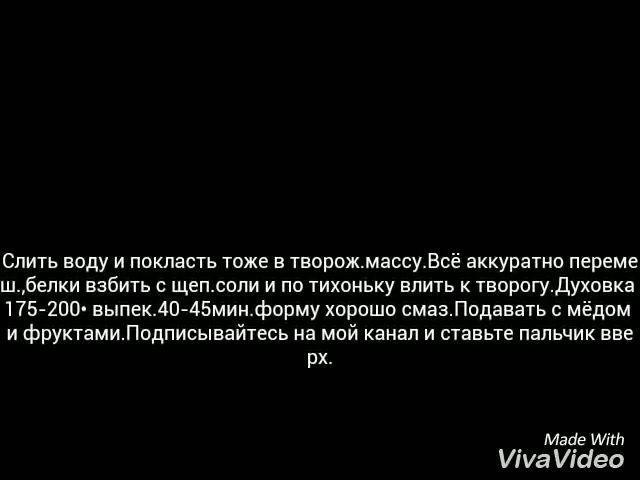 Слить воду и покласть тоже в творож.массу.Всё аккуратно переме
ш.,белки взбить с щеп.соли и по тихоньку влить к творогу.Духовка
175-200• выпек.40-45мин.форму хорошо смаз.Подавать с мёдом
и фруктами.Подписывайтесь на мой канал и ставьте пальчик вве
рх.
Made With
VivaVideo